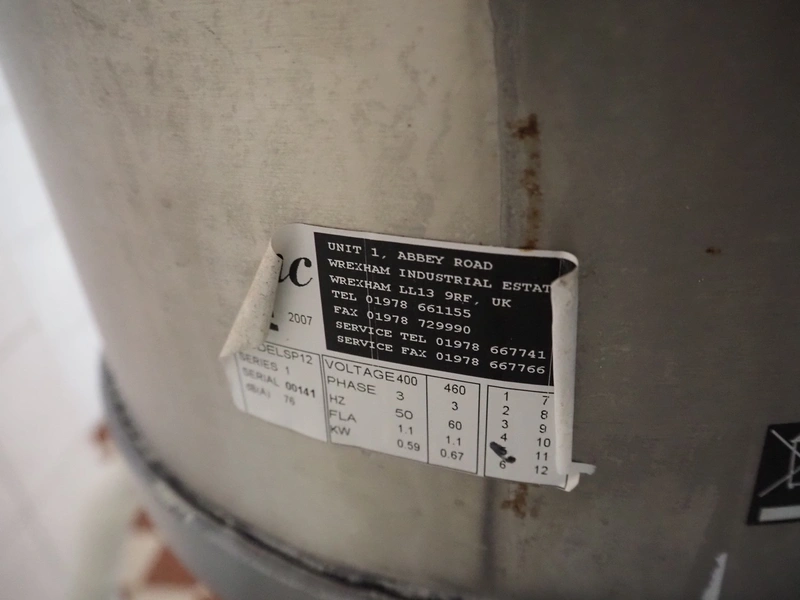 UNIT 1, ABBEY ROAD
WREXHAM INDUSTRIAL ESTAT
WREXHAM LL13 9RF, UK
TEL 01978 661155
FAX 01978 729990
SERVICE TEL 01978 667741
SERVICE FAX 01978 667766
2007
DELSP12
SERIES 1
SERIAL 00141
dB(A) 76
VOLTAGE 400 460
PHASE 3 3
HZ 50 60
FLA 1.1 1.1
KW 0.59 0.67
1 7
2 8
3 9
4 10
11
6 12